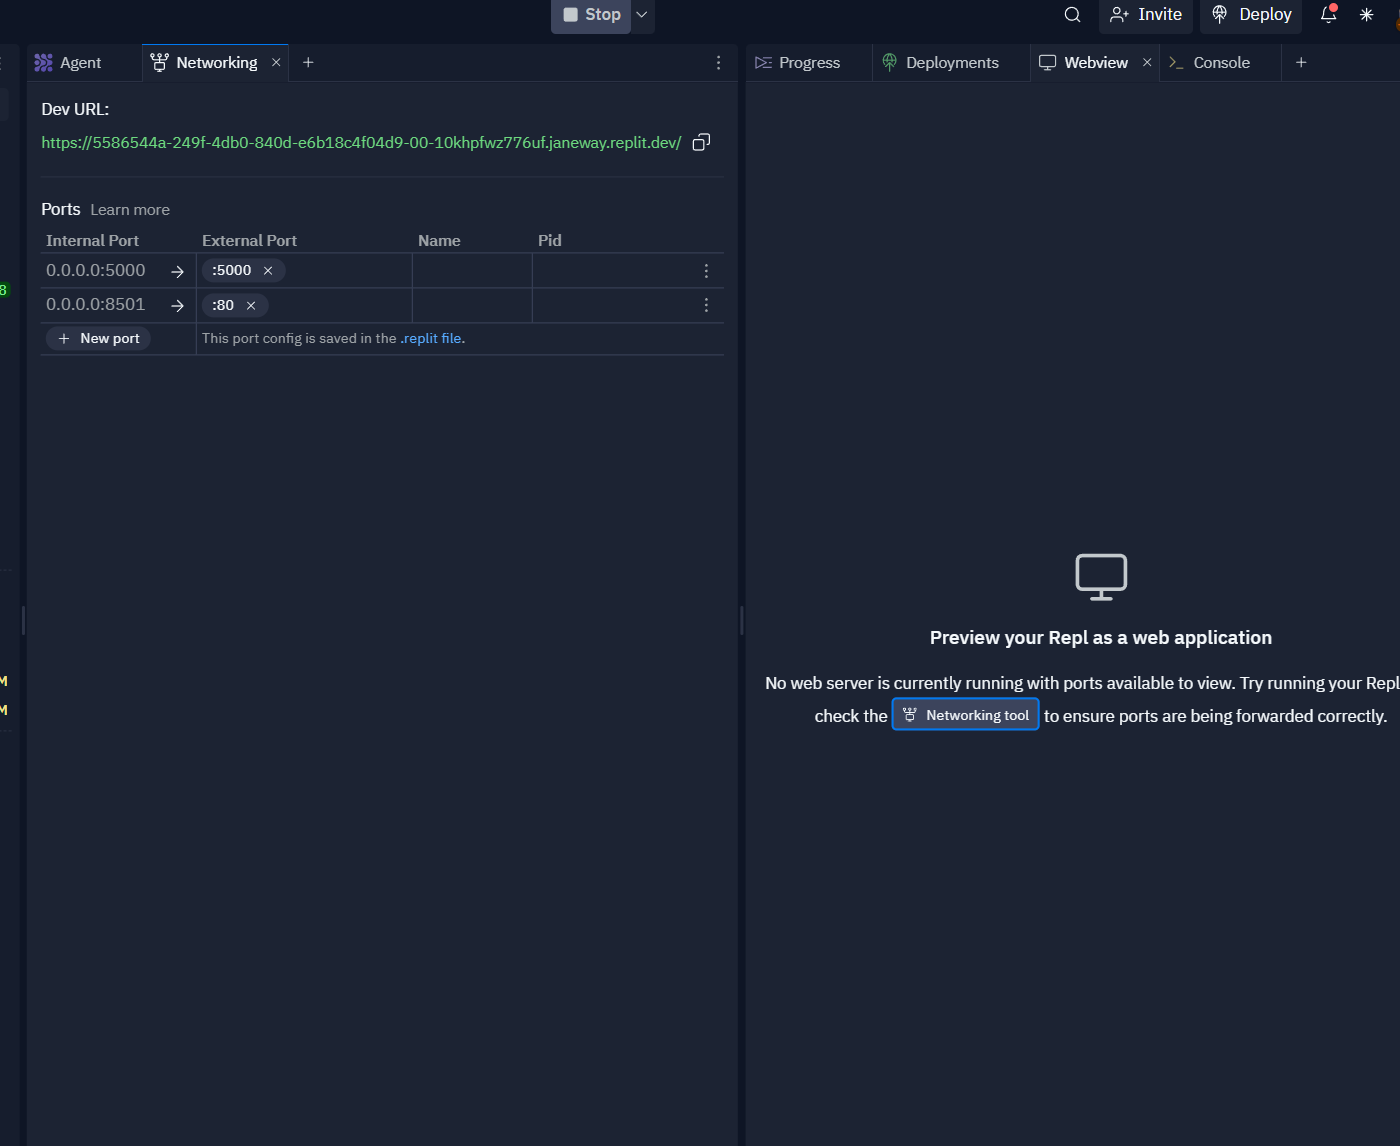 Stop
Invite
Deploy
Agent
Networking
Progress
Deployments
Webview
Console
Dev URL:
https://5586544a-249f-4db0-840d-e6b18c4f04d9-00-10khpfwz776uf.janeway.replit.dev/
Ports Learn more
Internal Port External Port Name Pid
0.0.0.0:5000 → :5000
0.0.0.0:8501 → :80
New port This port config is saved in the .replit file.
8
M
M
Preview your Repl as a web application
No web server is currently running with ports available to view. Try running your Repl
check the Networking tool to ensure ports are being forwarded correctly.